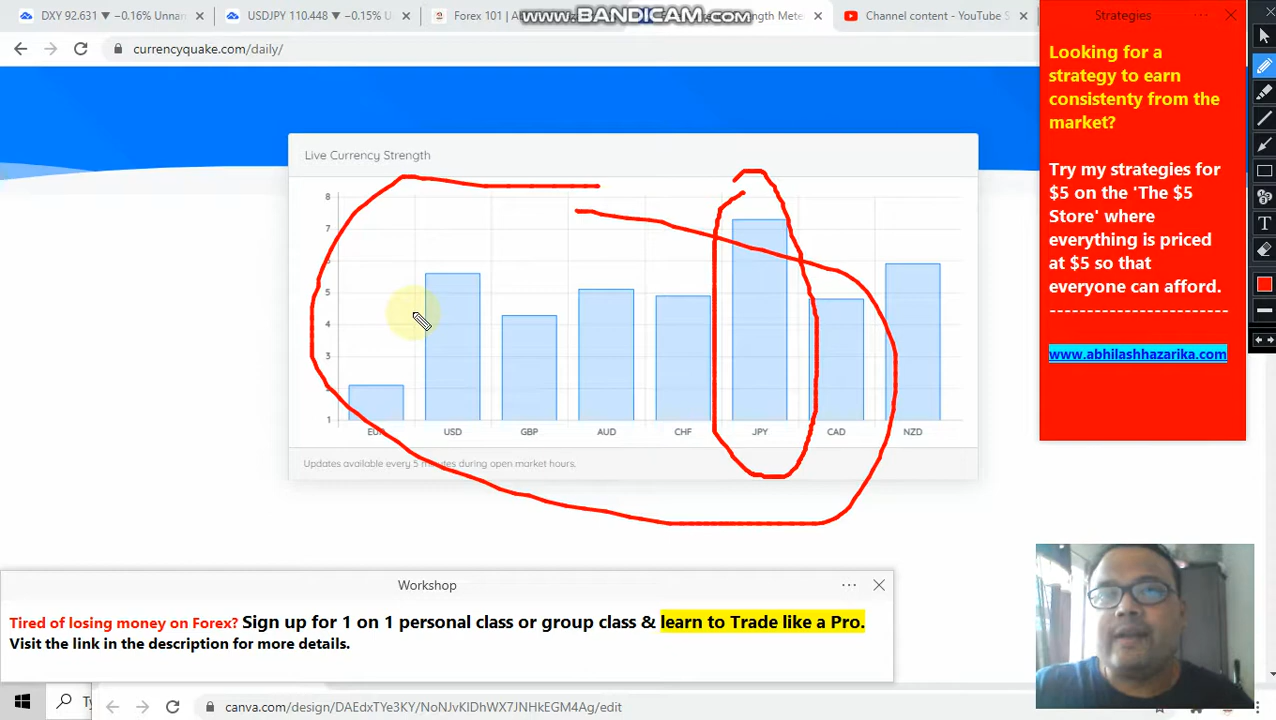 DXY 92.631 ▼ −0.16% Unnan
USDJPY 110.448 ▼ −0.15% U
Forex 101 | A
www.BANDICAM.com
ength Mete
Channel content - YouTube S
Strategies
currencyquake.com/daily/
Looking for a
strategy to earn
consistenty from the
market?
Try my strategies for
$5 on the 'The $5
Store' where
everything is priced
at $5 so that
everyone can afford.
--------------------------
www.abhilashhazarika.com
Live Currency Strength
8
7
5
4
3
1
EUR USD GBP AUD CHF JPY CAD NZD
Updates available every 5 minutes during open market hours.
Workshop
Tired of losing money on Forex? Sign up for 1 on 1 personal class or group class & learn to Trade like a Pro.
Visit the link in the description for more details.
Ty
canva.com/design/DAEdxTYe3KY/NoNJvKIDhWX7JNHkEGM4Ag/edit